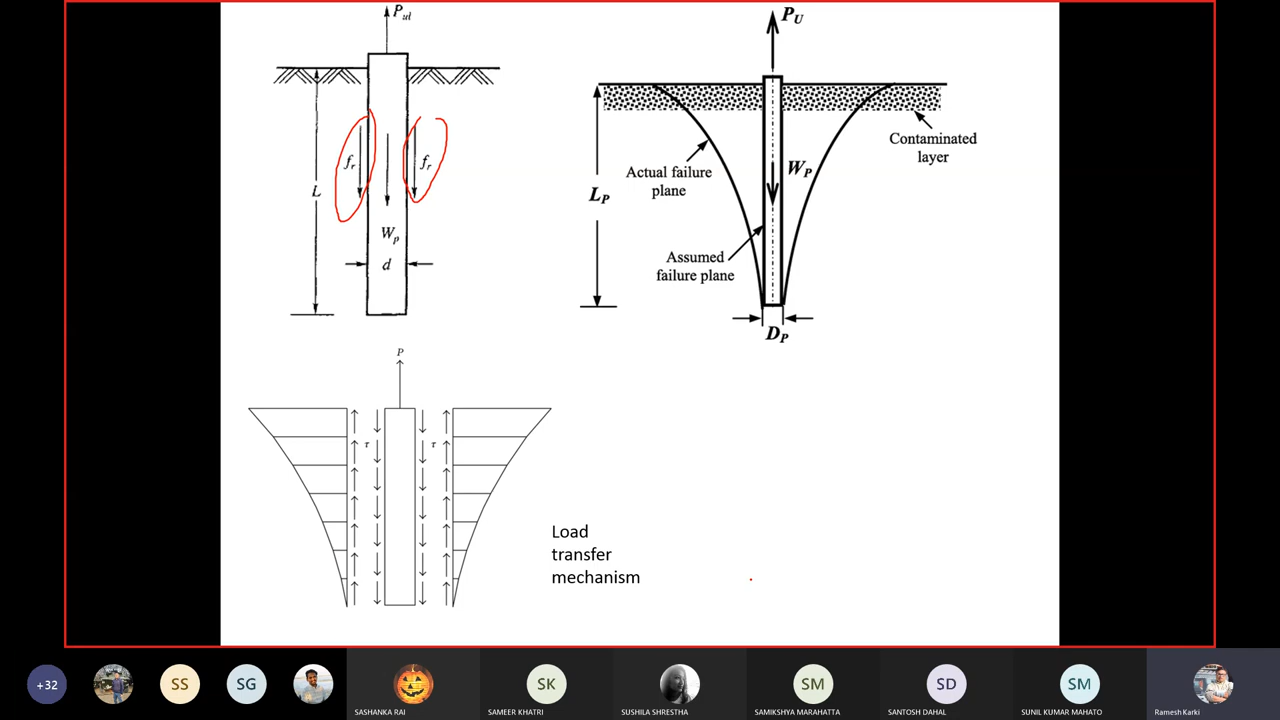 P_ul
f_r
f_r
L
W_p
d
P_U
Contaminated
layer
Actual failure
plane
W_P
L_P
Assumed
failure plane
D_P
P
τ
τ
Load
transfer
mechanism
+32
SS
SG
SK
SM
SD
SM
SASHANKA RAI
SAMEER KHATRI
SUSHILA SHRESTHA
SAMIKSHYA MARAHATTA
SANTOSH DAHAL
SUNIL KUMAR MAHATO
Ramesh Karki